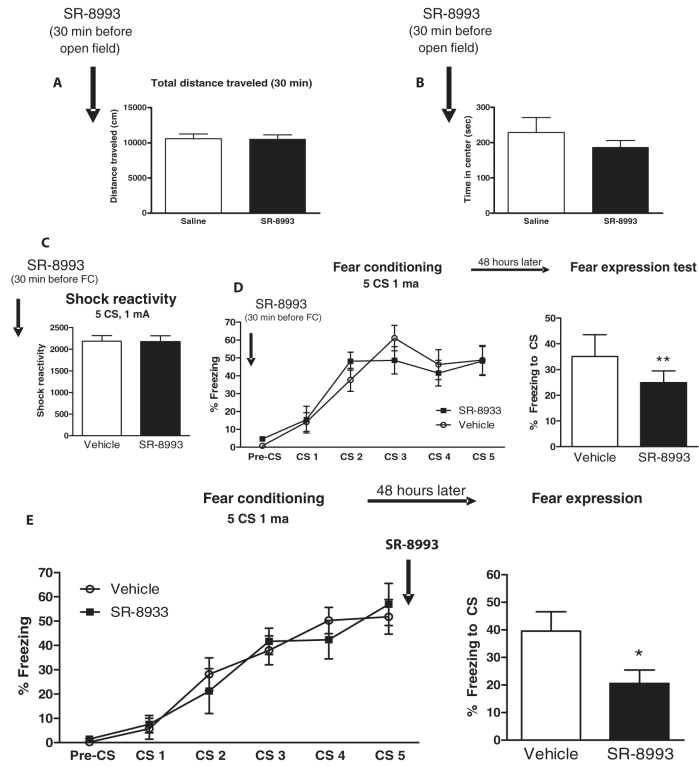 SR-8993
(30 min before
open field)
A
Total distance traveled (30 min)
Distance traveled (cm)
15000
10000
5000
0
Saline
SR-8993
SR-8993
(30 min before
open field)
B
Time in center (sec)
300
200
100
0
Saline
SR-8993
C
SR-8993
(30 min before FC)
Shock reactivity
5 CS, 1 mA
Shock reactivity
2500
2000
1500
1000
500
0
Vehicle
SR-8993
Fear conditioning
5 CS 1 ma
48 hours later
Fear expression test
D
SR-8993
(30 min before FC)
% Freezing
70
60
50
40
30
20
10
0
SR-8933
Vehicle
Pre-CS
CS 1
CS 2
CS 3
CS 4
CS 5
% Freezing to CS
50
40
30
20
10
0
**
Vehicle
SR-8993
Fear conditioning
5 CS 1 ma
48 hours later
Fear expression
E
SR-8993
% Freezing
70
60
50
40
30
20
10
0
Vehicle
SR-8933
Pre-CS
CS 1
CS 2
CS 3
CS 4
CS 5
% Freezing to CS
60
50
40
30
20
10
0
*
Vehicle
SR-8993